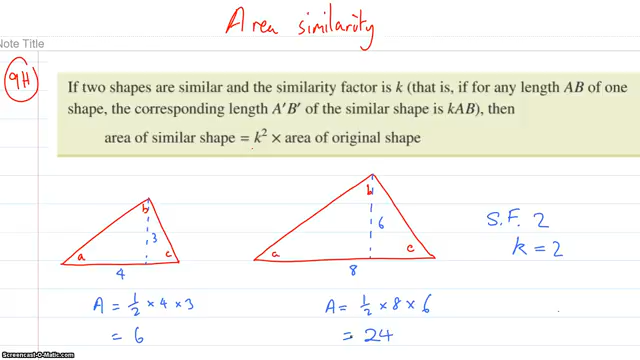 Area similarity
Note Title
9H
If two shapes are similar and the similarity factor is k (that is, if for any length AB of one
shape, the corresponding length A′B′ of the similar shape is kAB), then
area of similar shape = k² × area of original shape
b
3
a
c
4
b
6
a
c
8
S.F. 2
k = 2
A = 1/2 × 4 × 3
= 6
A = 1/2 × 8 × 6
= 24
Screencast-O-Matic.com